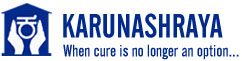 KARUNASHRAYA
When cure is no longer an option...